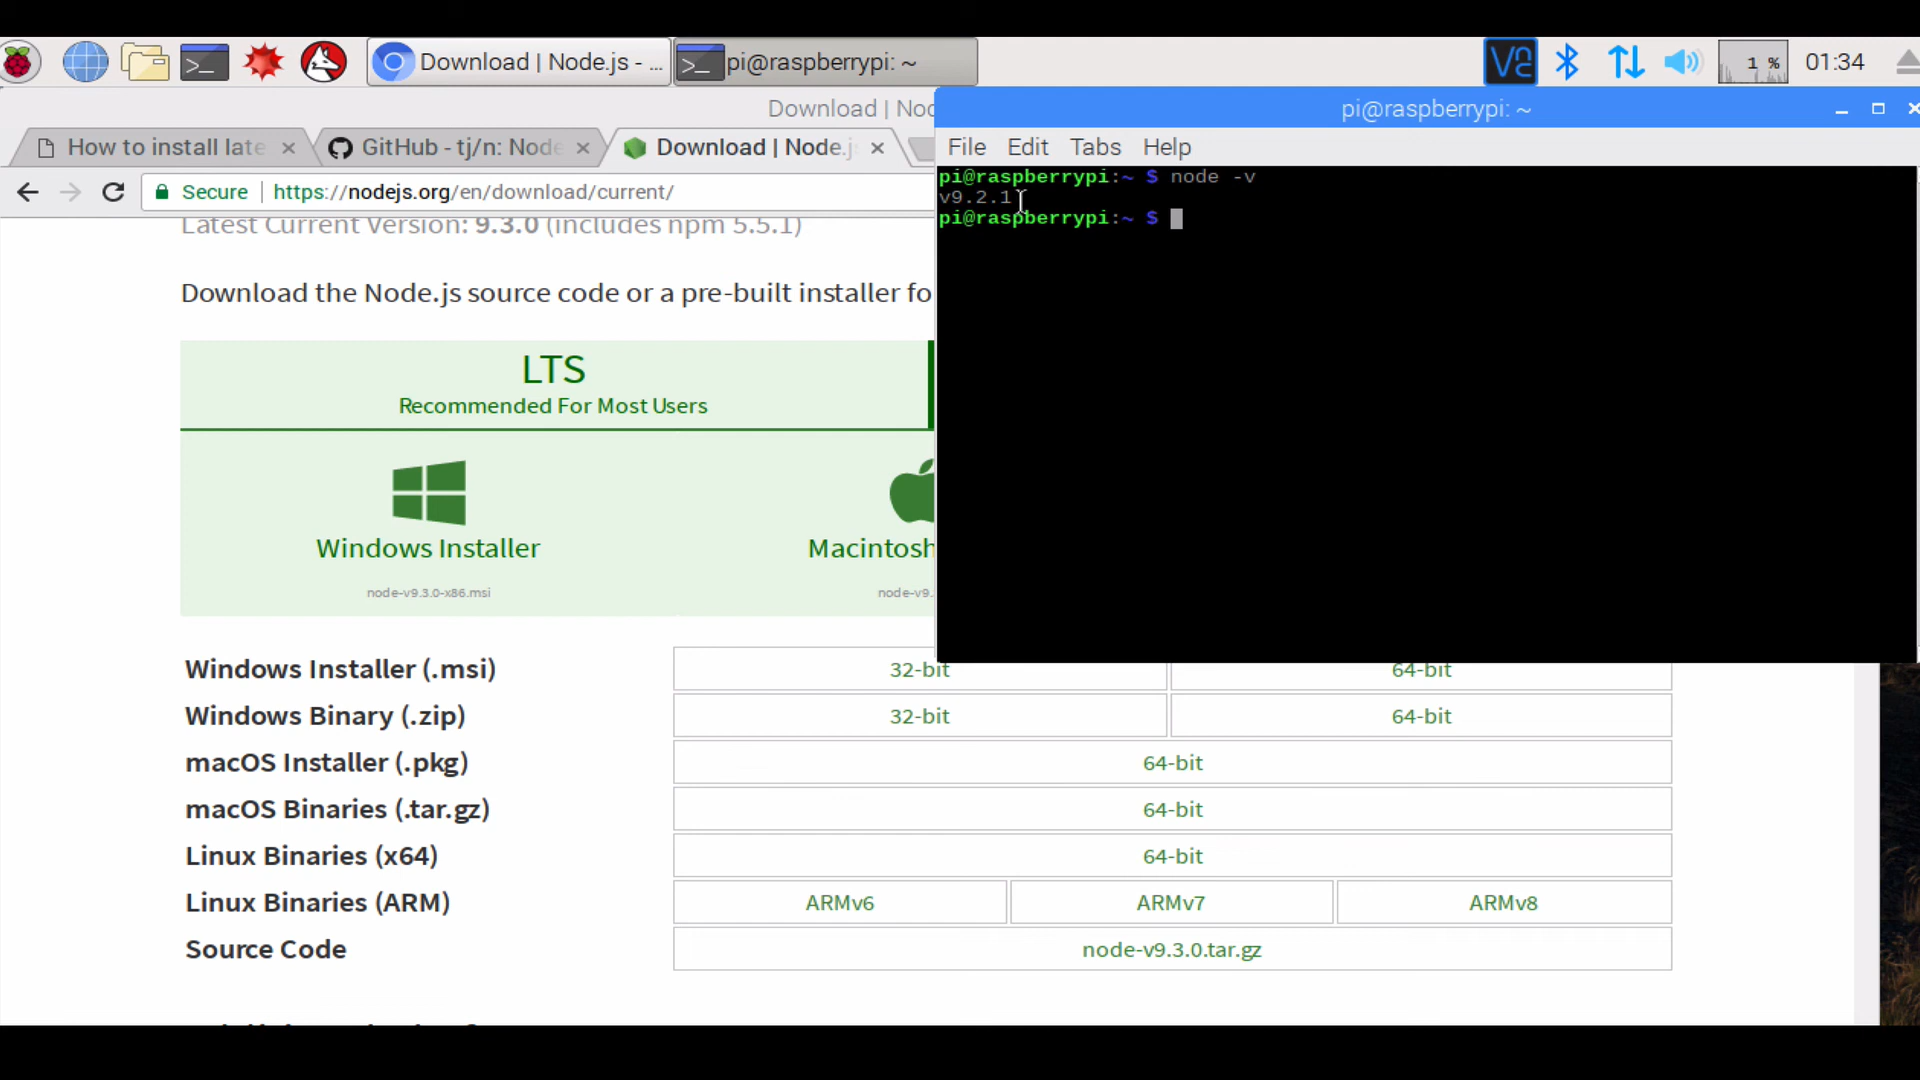 Download | Node.js - ...
pi@raspberrypi: ~
V2
1 %
01:34
Download | Noc
pi@raspberrypi: ~
How to install late
GitHub - tj/n: Node
Download | Node.js
File Edit Tabs Help
Secure
https://nodejs.org/en/download/current/
pi@raspberrypi:~ $ node -v
v9.2.1
pi@raspberrypi:~ $
Latest Current Version: 9.3.0 (includes npm 5.5.1)
Download the Node.js source code or a pre-built installer fo
LTS
Recommended For Most Users
Windows Installer
Macintosh
node-v9.3.0-x86.msi
node-v9.
Windows Installer (.msi) 32-bit 64-bit
Windows Binary (.zip) 32-bit 64-bit
macOS Installer (.pkg) 64-bit
macOS Binaries (.tar.gz) 64-bit
Linux Binaries (x64) 64-bit
Linux Binaries (ARM) ARMv6 ARMv7 ARMv8
Source Code node-v9.3.0.tar.gz